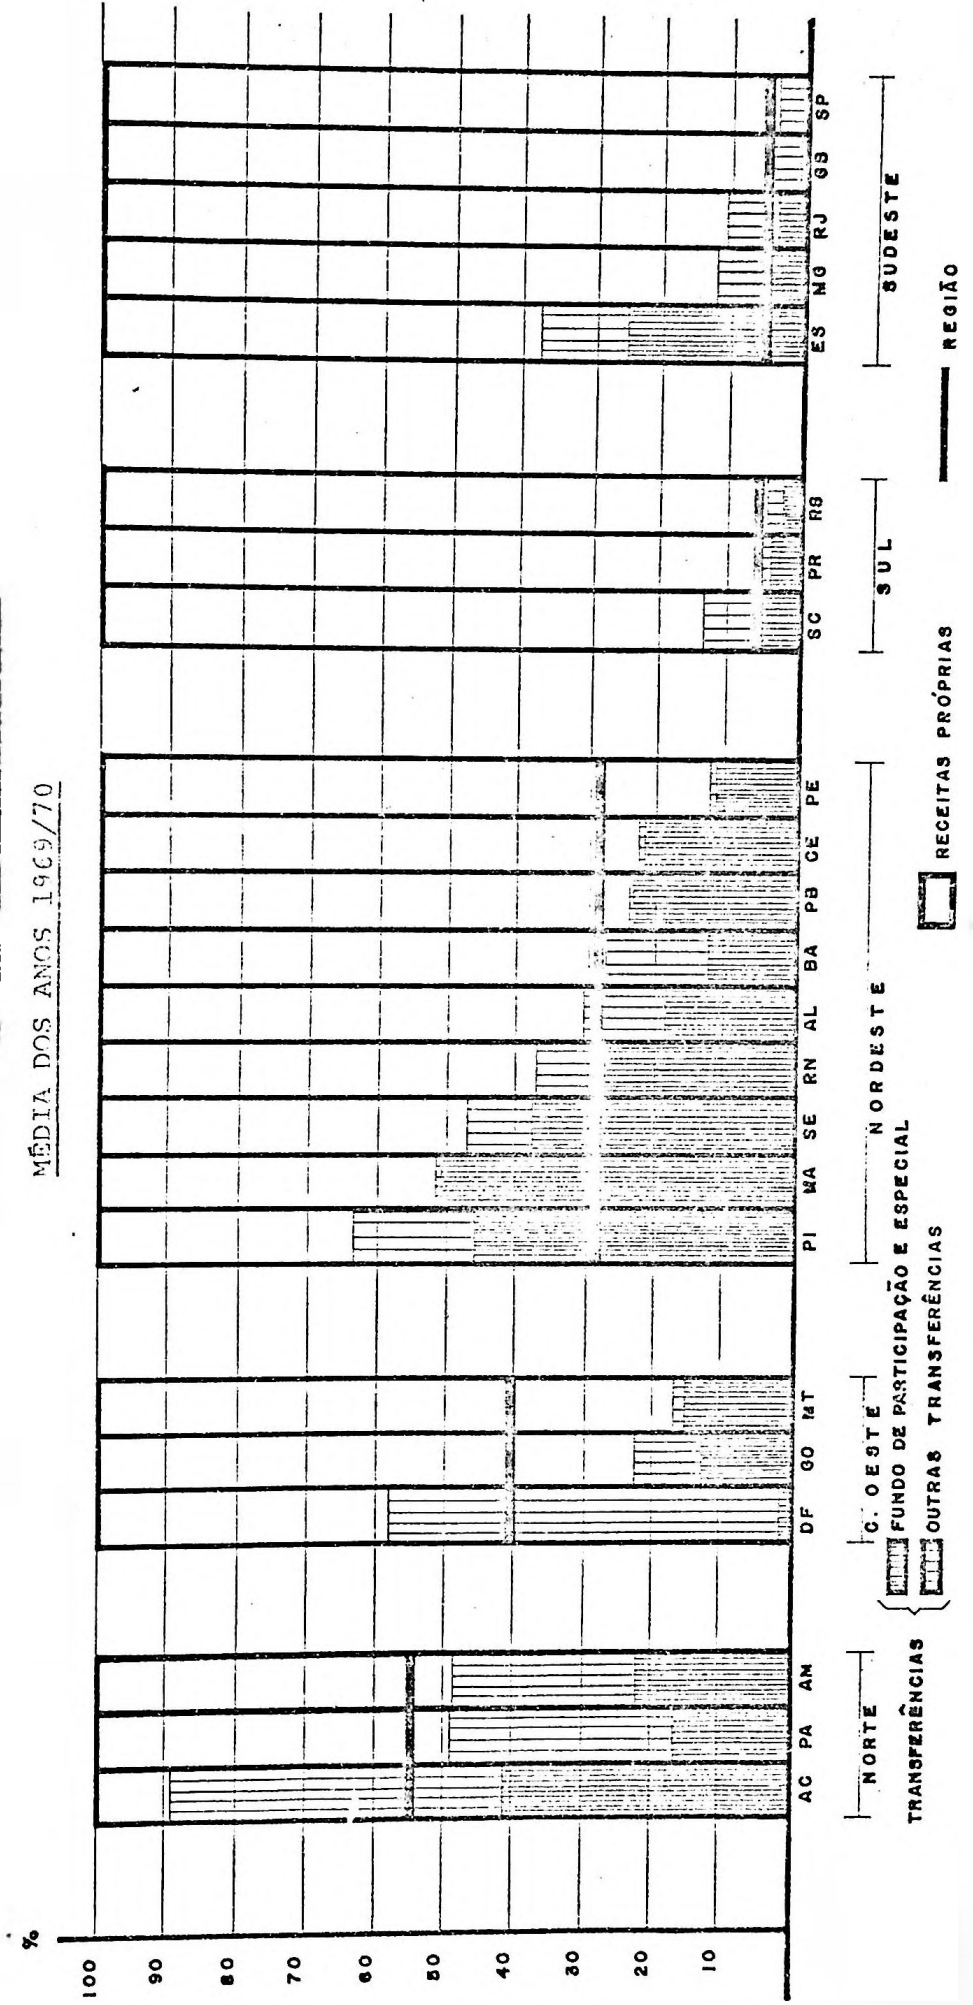 MÉDIA DOS ANOS 1969/70
%
100
90
80
70
60
50
40
30
20
10
AC PA AM DF GO MT PI MA SE RN AL BA PB CE PE SC PR RS ES MG RJ GB SP
NORTE C. OESTE NORDESTE SUL SUDESTE
TRANSFERÊNCIAS
FUNDO DE PARTICIPAÇÃO E ESPECIAL
OUTRAS TRANSFERÊNCIAS
RECEITAS PRÓPRIAS
REGIÃO